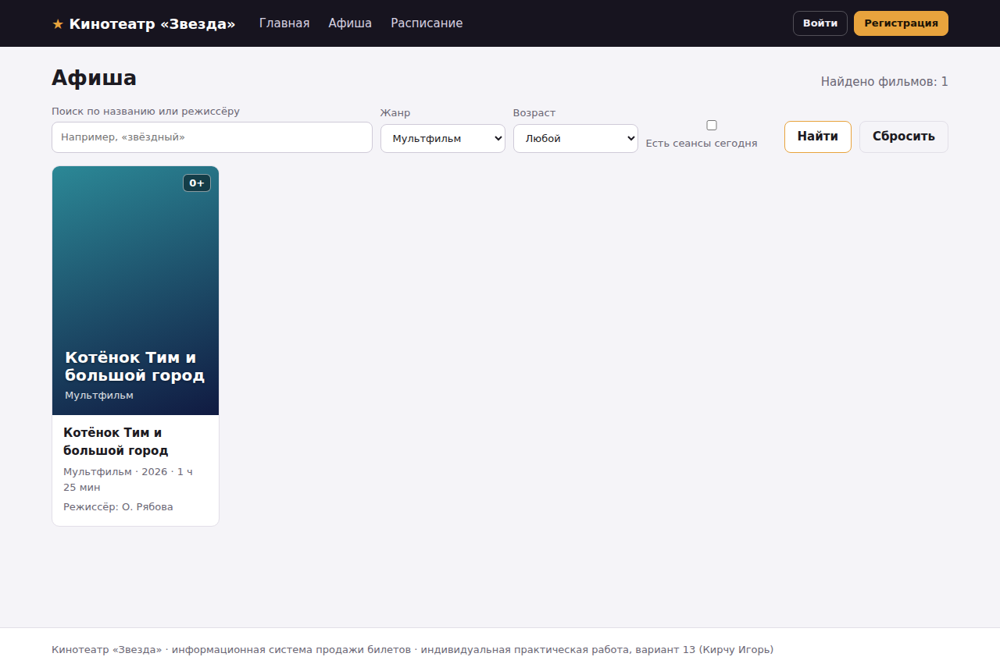 ★ Кинотеатр «Звезда»
Главная
Афиша
Расписание
Войти
Регистрация
Афиша
Найдено фильмов: 1
Поиск по названию или режиссёру
Например, «звёздный»
Жанр
Мультфильм
Возраст
Любой
Есть сеансы сегодня
Найти
Сбросить
0+
Котёнок Тим и
большой город
Мультфильм
Котёнок Тим и
большой город
Мультфильм · 2026 · 1 ч
25 мин
Режиссёр: О. Рябова
Кинотеатр «Звезда» · информационная система продажи билетов · индивидуальная практическая работа, вариант 13 (Кирчу Игорь)